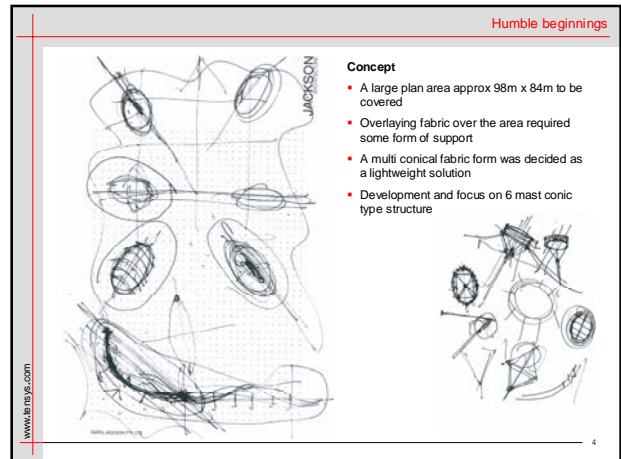 Humble beginnings
JACKSON
Concept
▪ A large plan area approx 98m x 84m to be
covered
▪ Overlaying fabric over the area required
some form of support
▪ A multi conical fabric form was decided as
a lightweight solution
▪ Development and focus on 6 mast conic
type structure
www.tensys.com
4